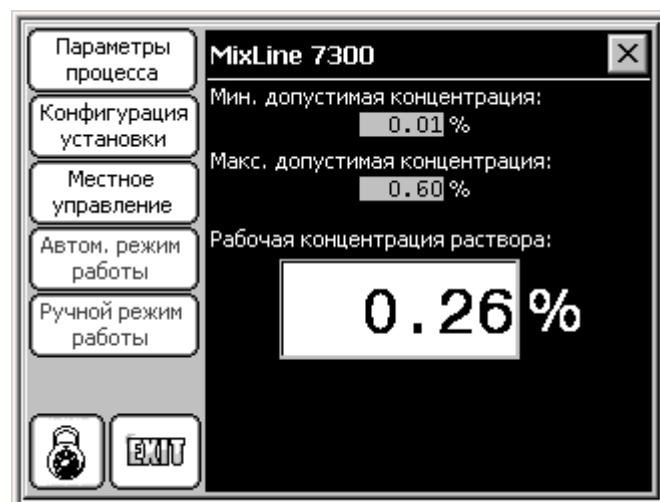 Параметры
процесса
Конфигурация
установки
Местное
управление
Автом. режим
работы
Ручной режим
работы
EXIT
MixLine 7300
Мин. допустимая концентрация:
0.01 %
Макс. допустимая концентрация:
0.60 %
Рабочая концентрация раствора:
0.26 %